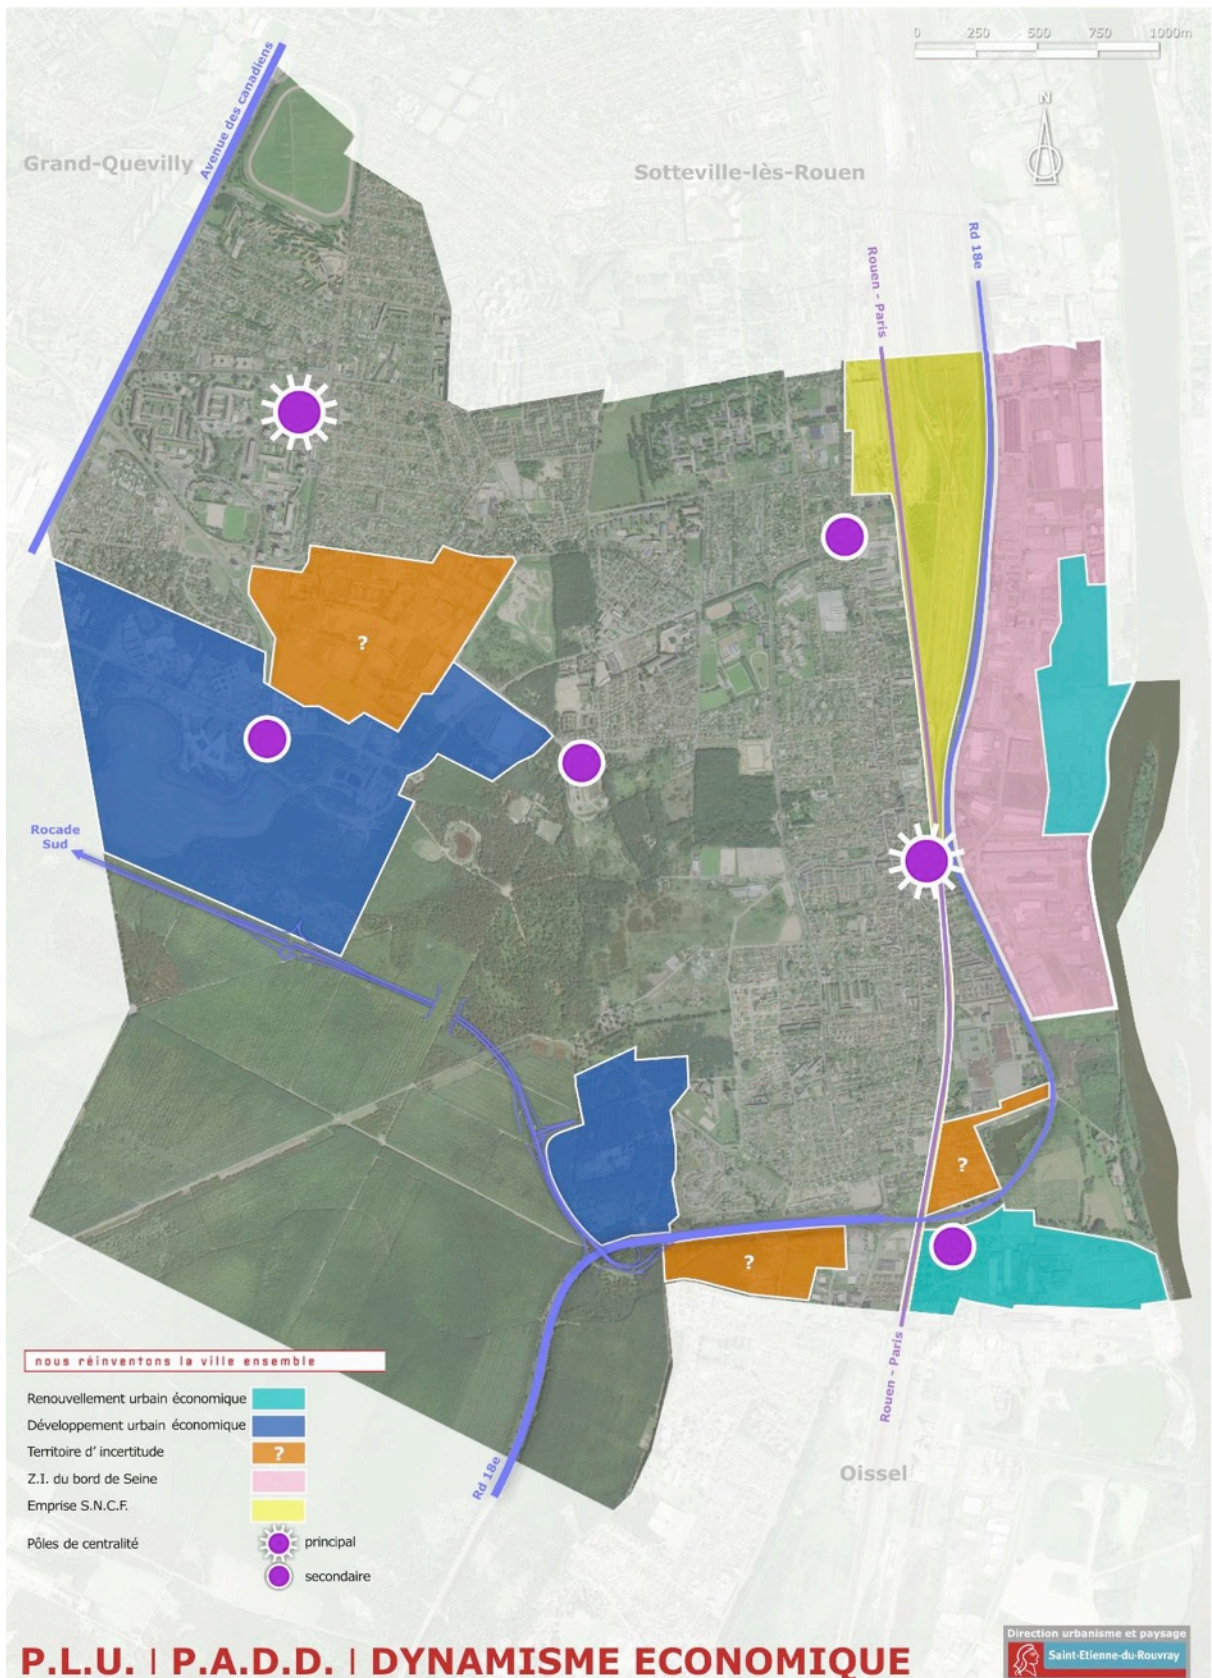 0 250 500 750 1000m
N
Avenue des canadiens
Grand-Quevilly
Sotteville-lès-Rouen
Rd 18e
Rouen - Paris
?
Rocade
Sud
?
?
Rouen - Paris
Rd 18e
Oissel
nous réinventons la ville ensemble
Renouvellement urbain économique
Développement urbain économique
Territoire d' incertitude ?
Z.I. du bord de Seine
Emprise S.N.C.F.
Pôles de centralité principal
secondaire
P.L.U. | P.A.D.D. | DYNAMISME ECONOMIQUE
Direction urbanisme et paysage
Saint-Etienne-du-Rouvray